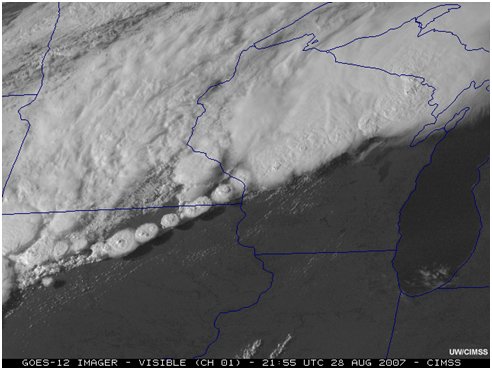 UW/CIMSS
GOES-12 IMAGER - VISIBLE (CH 01) - 21:55 UTC 28 AUG 2007 - CIMSS